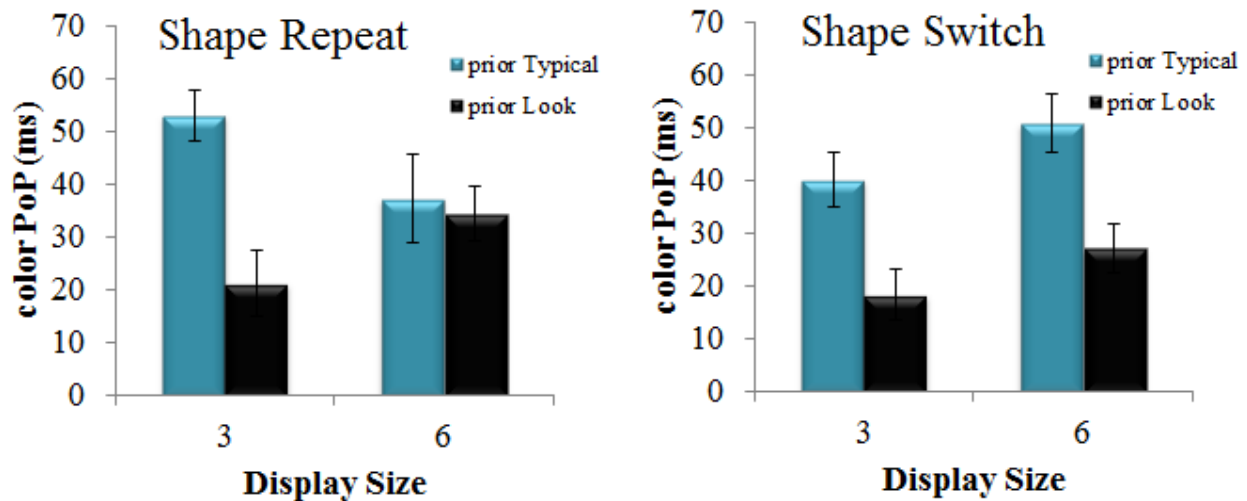 Shape Repeat
prior Typical
prior Look
color PoP (ms)
70
60
50
40
30
20
10
0
3
6
Display Size
Shape Switch
prior Typical
prior Look
color PoP (ms)
70
60
50
40
30
20
10
0
3
6
Display Size